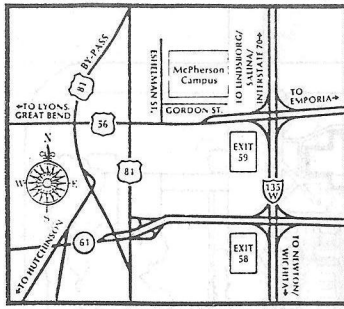 BY-PASS
81
ESHELMAN ST.
McPherson
Campus
GORDON ST.
TO LINDSBORG/
SALINA/
INTERSTATE 70→
TO
EMPORIA→
←TO LYONS,
GREAT BEND
56
EXIT
59
N
W
E
81
135
W
61
←TO HUTCHINSON
EXIT
58
TO NEWTON/
WICHITA→